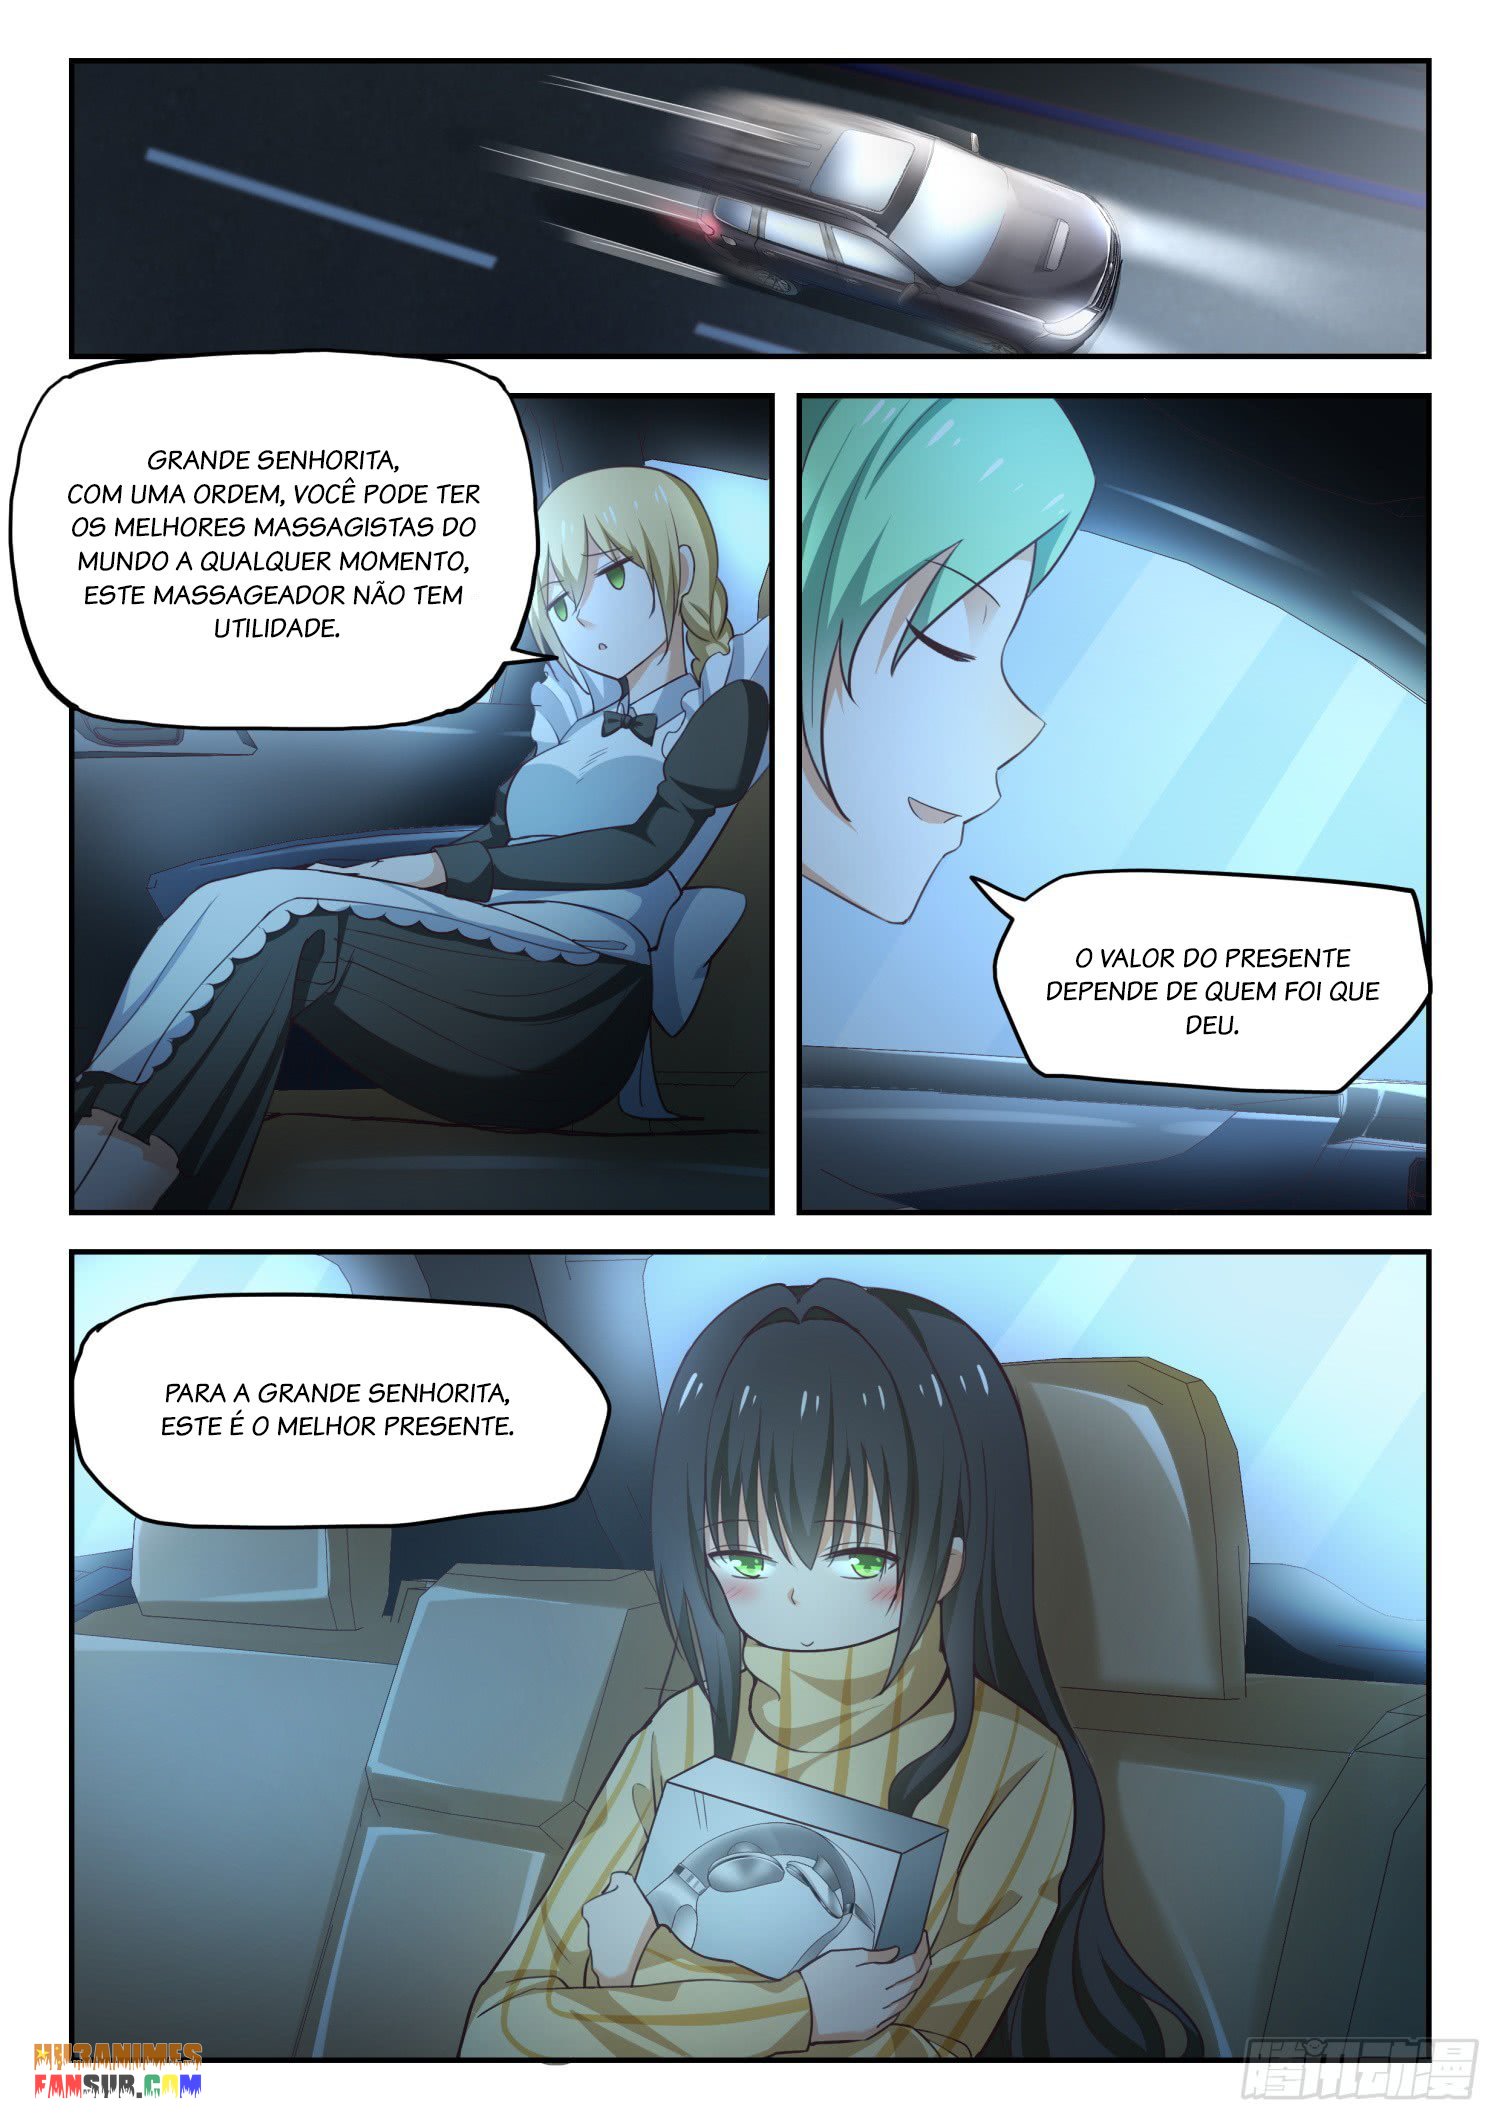 GRANDE SENHORITA,
COM UMA ORDEM, VOCÊ PODE TER
OS MELHORES MASSAGISTAS DO
MUNDO A QUALQUER MOMENTO,
ESTE MASSAGEADOR NÃO TEM
UTILIDADE.
O VALOR DO PRESENTE
DEPENDE DE QUEM FOI QUE
DEU.
PARA A GRANDE SENHORITA,
ESTE É O MELHOR PRESENTE.
HU3ANIMES
FANSUB.COM
腾讯动漫